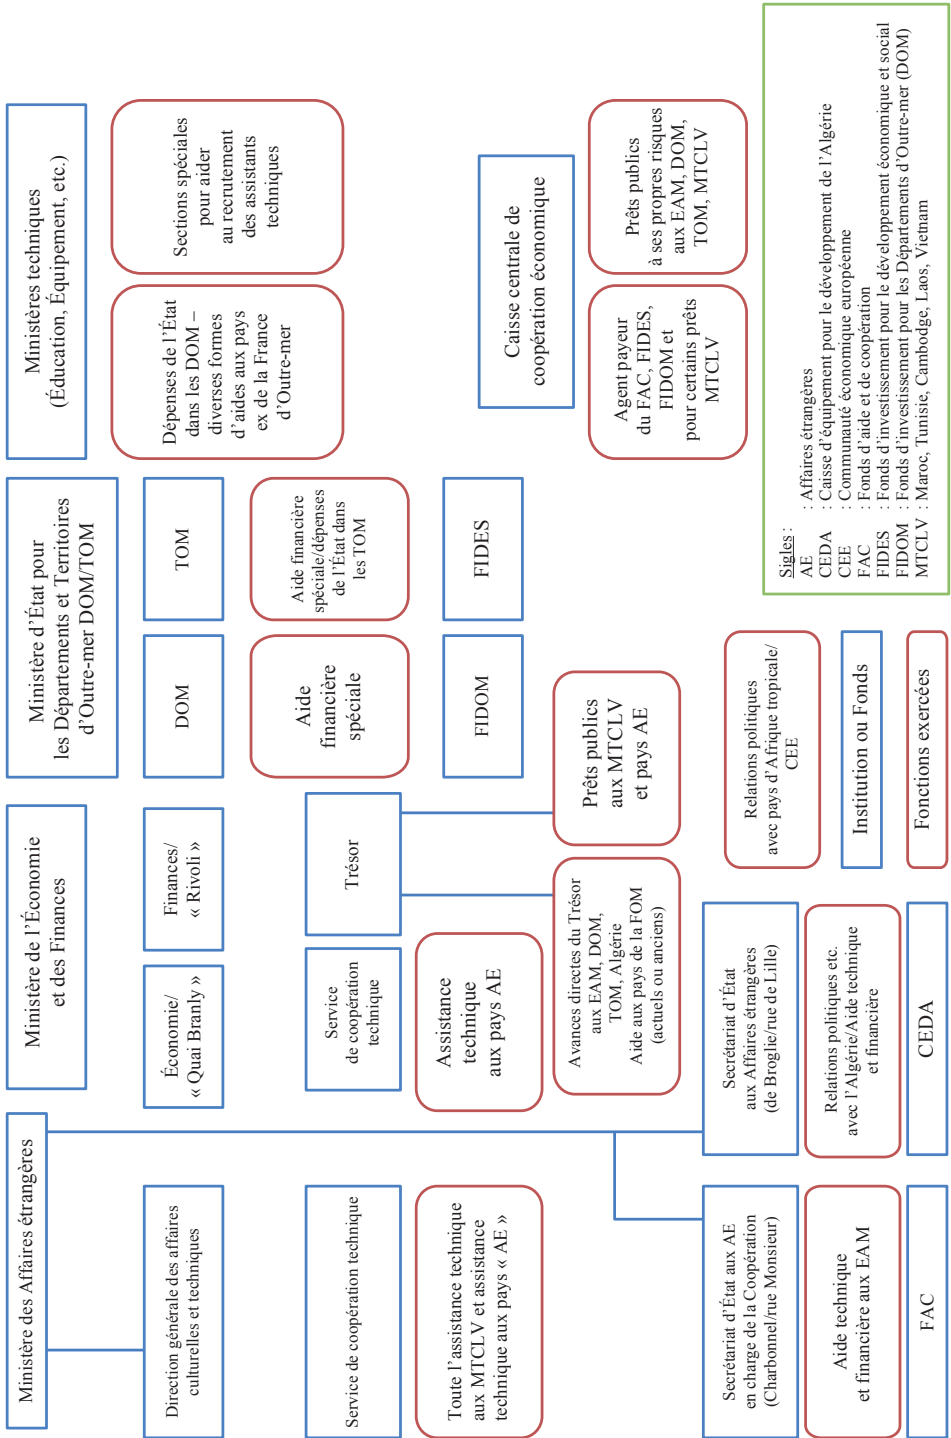 Ministère des Affaires étrangères
Direction générale des affaires
culturelles et techniques
Service de coopération technique
Toute l’assistance technique
aux MTCLV et assistance
technique aux pays « AE »
Secrétariat d’État aux AE
en charge de la Coopération
(Charbonnel/rue Monsieur)
Aide technique
et financière aux EAM
FAC
Secrétariat d’État
aux Affaires étrangères
(de Broglie/rue de Lille)
Relations politiques etc.
avec l’Algérie/Aide technique
et financière
CEDA
Ministère de l’Économie
et des Finances
Économie/
« Quai Branly »
Finances/
« Rivoli »
Service
de coopération
technique
Trésor
Assistance
technique
aux pays AE
Avances directes du Trésor
aux EAM, DOM,
TOM, Algérie
Aide aux pays de la FOM
(actuels ou anciens)
Prêts publics
aux MTCLV
et pays AE
Ministère d’État pour
les Départements et Territoires
d’Outre-mer DOM/TOM
DOM
TOM
Aide
financière
spéciale
Aide financière
spéciale/dépenses
de l’État dans
les TOM
FIDOM
FIDES
Ministères techniques
(Éducation, Équipement, etc.)
Dépenses de l’État
dans les DOM –
diverses formes
d’aides aux pays
ex de la France
d’Outre-mer
Sections spéciales
pour aider
au recrutement
des assistants
techniques
Caisse centrale de
coopération économique
Agent payeur
du FAC, FIDES,
FIDOM et
pour certains prêts
MTCLV
Prêts publics
à ses propres risques
aux EAM, DOM,
TOM, MTCLV
Relations politiques
avec pays d’Afrique tropicale/
CEE
Institution ou Fonds
Fonctions exercées
Sigles :
AE : Affaires étrangères
CEDA : Caisse d’équipement pour le développement de l’Algérie
CEE : Communauté économique européenne
FAC : Fonds d’aide et de coopération
FIDES : Fonds d’investissement pour le développement économique et social
FIDOM : Fonds d’investissement pour les Départements d’Outre-mer (DOM)
MTCLV : Maroc, Tunisie, Cambodge, Laos, Vietnam